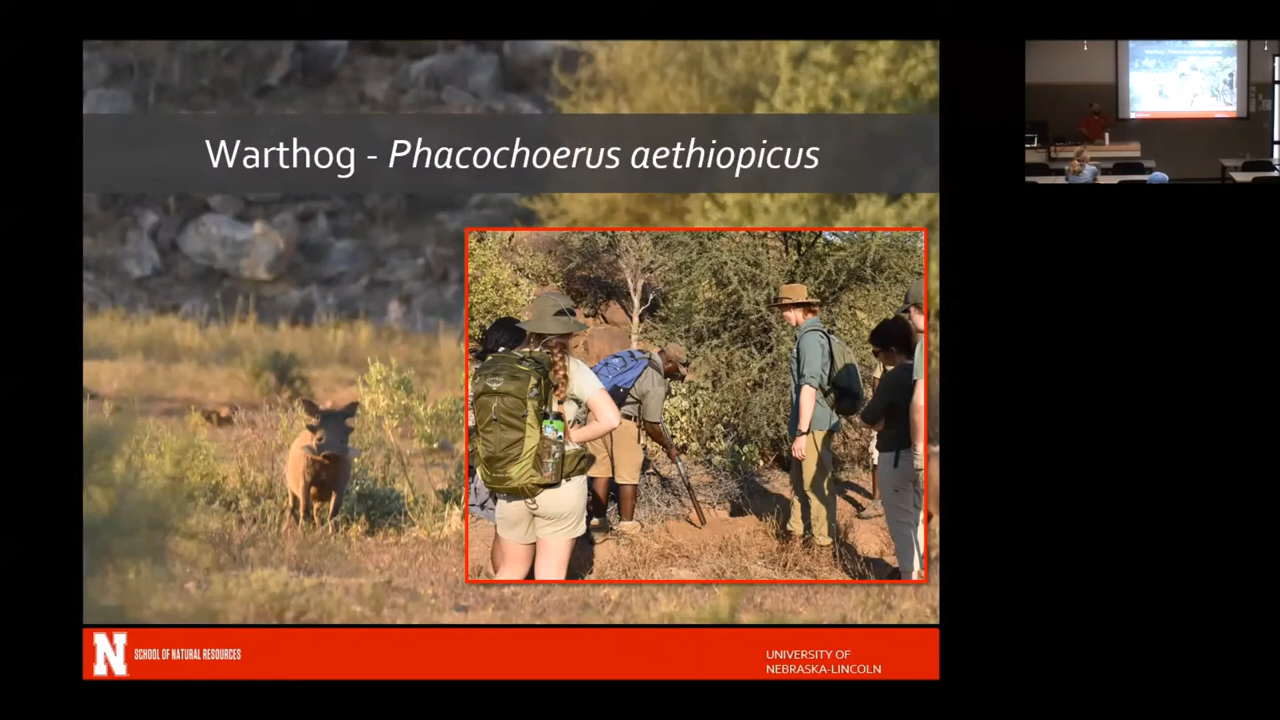 Warthog - Phacochoerus aethiopicus
N
SCHOOL OF NATURAL RESOURCES
UNIVERSITY OF
NEBRASKA-LINCOLN